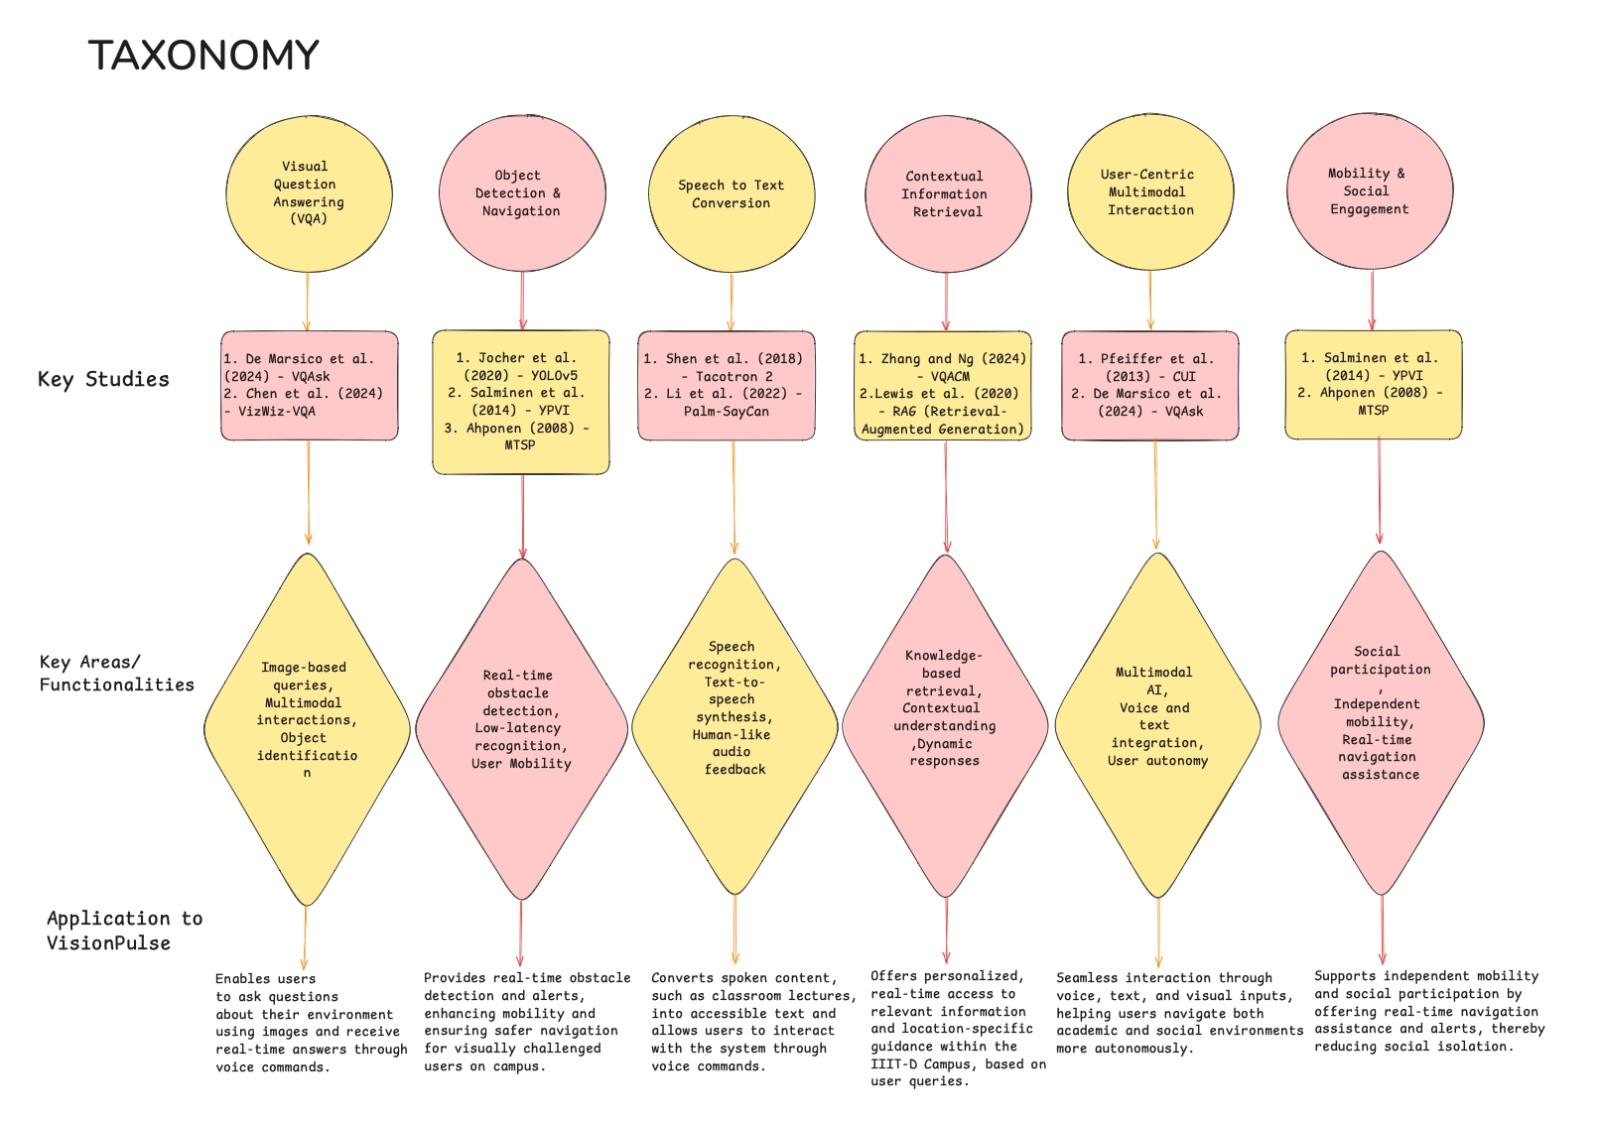 TAXONOMY
Visual
Question
Answering
(VQA)
Object
Detection &
Navigation
Speech to Text
Conversion
Contextual
Information
Retrieval
User-Centric
Multimodal
Interaction
Mobility &
Social
Engagement
Key Studies
1. De Marsico et al.
(2024) - VQAsk
2. Chen et al. (2024)
- VizWiz-VQA
1. Jocher et al.
(2020) - YOLOv5
2. Salminen et al.
(2014) - YPVI
3. Ahponen (2008) -
MTSP
1. Shen et al. (2018)
- Tacotron 2
2. Li et al. (2022) -
Palm-SayCan
1. Zhang and Ng (2024)
- VQACM
2.Lewis et al. (2020)
- RAG (Retrieval-
Augmented Generation)
1. Pfeiffer et al.
(2013) - CUI
2. De Marsico et al.
(2024) - VQAsk
1. Salminen et al.
(2014) - YPVI
2. Ahponen (2008) -
MTSP
Key Areas/
Functionalities
Image-based
queries,
Multimodal
interactions,
Object
identificatio
n
Real-time
obstacle
detection,
Low-latency
recognition,
User Mobility
Speech
recognition,
Text-to-
speech
synthesis,
Human-like
audio
feedback
Knowledge-
based
retrieval,
Contextual
understanding
,Dynamic
responses
Multimodal
AI,
Voice and
text
integration,
User autonomy
Social
participation
,
Independent
mobility,
Real-time
navigation
assistance
Application to
VisionPulse
Enables users
to ask questions
about their environment
using images and receive
real-time answers through
voice commands.
Provides real-time obstacle
detection and alerts,
enhancing mobility and
ensuring safer navigation
for visually challenged
users on campus.
Converts spoken content,
such as classroom lectures,
into accessible text and
allows users to interact
with the system through
voice commands.
Offers personalized,
real-time access to
relevant information
and location-specific
guidance within the
IIIT-D Campus, based on
user queries.
Seamless interaction through
voice, text, and visual inputs,
helping users navigate both
academic and social environments
more autonomously.
Supports independent mobility
and social participation by
offering real-time navigation
assistance and alerts, thereby
reducing social isolation.